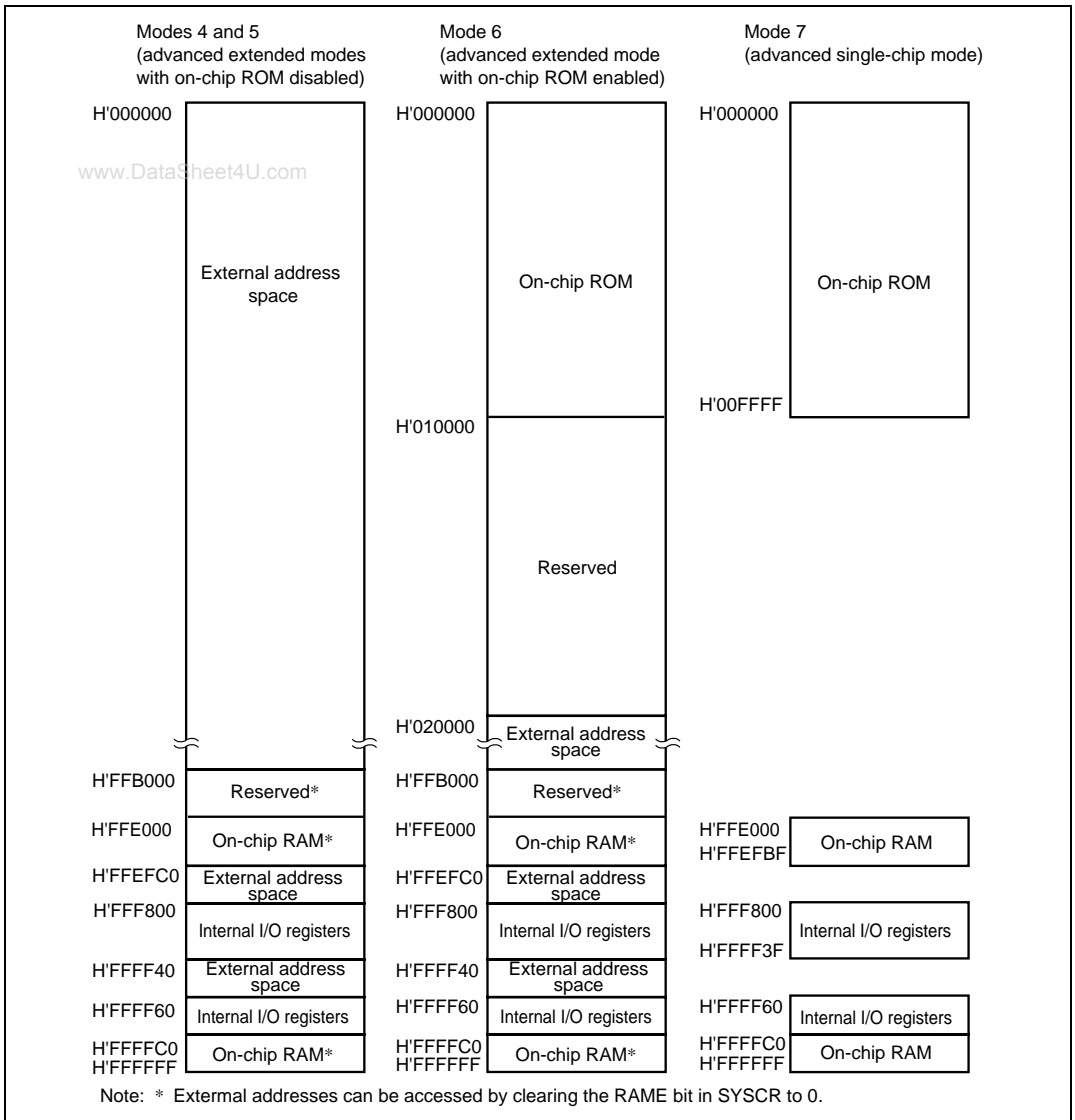 Modes 4 and 5
(advanced extended modes
with on-chip ROM disabled)
Mode 6
(advanced extended mode
with on-chip ROM enabled)
Mode 7
(advanced single-chip mode)
www.DataSheet4U.com
H'000000
External address
space
H'FFB000
Reserved*
H'FFE000
On-chip RAM*
H'FFEFC0
External address
space
H'FFF800
Internal I/O registers
H'FFFF40
External address
space
H'FFFF60
Internal I/O registers
H'FFFFC0
On-chip RAM*
H'FFFFFF
H'000000
On-chip ROM
H'010000
Reserved
H'020000
External address
space
H'FFB000
Reserved*
H'FFE000
On-chip RAM*
H'FFEFC0
External address
space
H'FFF800
Internal I/O registers
H'FFFF40
External address
space
H'FFFF60
Internal I/O registers
H'FFFFC0
On-chip RAM*
H'FFFFFF
H'000000
On-chip ROM
H'00FFFF
H'FFE000
On-chip RAM
H'FFEFBF
H'FFF800
Internal I/O registers
H'FFFF3F
H'FFFF60
Internal I/O registers
H'FFFFC0
On-chip RAM
H'FFFFFF
Note: * External addresses can be accessed by clearing the RAME bit in SYSCR to 0.